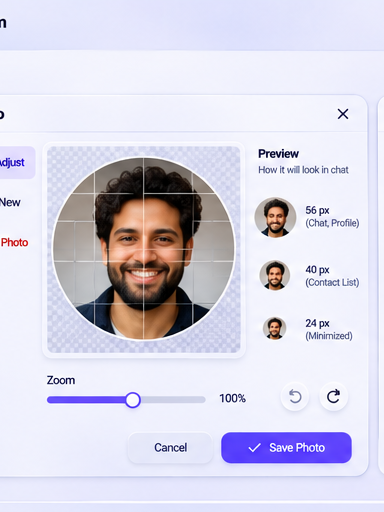 Adjust
New
Photo
Preview
How it will look in chat
56 px
(Chat, Profile)
40 px
(Contact List)
24 px
(Minimized)
Zoom
100%
Cancel
Save Photo